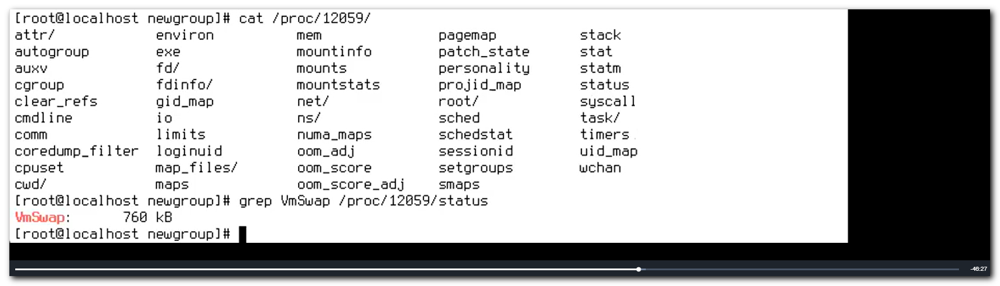 [root@localhost newgroup]# cat /proc/12059/
attr/ environ mem pagemap stack
autogroup exe mountinfo patch_state stat
auxv fd/ mounts personality statm
cgroup fdinfo/ mountstats projid_map status
clear_refs gid_map net/ root/ syscall
cmdline io ns/ sched task/
comm limits numa_maps schedstat timers
coredump_filter loginuid oom_adj sessionid uid_map
cpuset map_files/ oom_score setgroups wchan
cwd/ maps oom_score_adj smaps
[root@localhost newgroup]# grep VmSwap /proc/12059/status
VmSwap: 760 kB
[root@localhost newgroup]#
-46:27